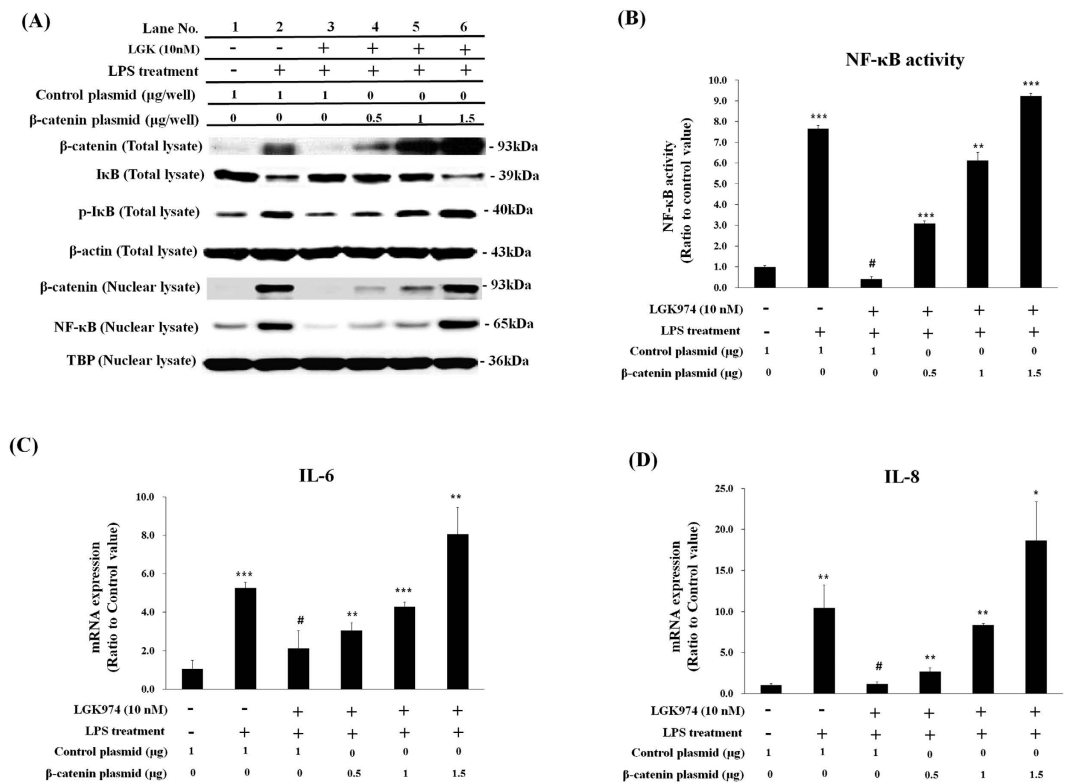 (A)
Lane No. 1 2 3 4 5 6
LGK (10nM) - - + + + +
LPS treatment - + + + + +
Control plasmid (μg/well) 1 1 1 0 0 0
β-catenin plasmid (μg/well) 0 0 0 0.5 1 1.5
β-catenin (Total lysate) - 93kDa
IκB (Total lysate) - 39kDa
p-IκB (Total lysate) - 40kDa
β-actin (Total lysate) - 43kDa
β-catenin (Nuclear lysate) - 93kDa
NF-κB (Nuclear lysate) - 65kDa
TBP (Nuclear lysate) - 36kDa
(B)
NF-κB activity
NF-κB activity
(Ratio to control value)
10.0
9.0
8.0
7.0
6.0
5.0
4.0
3.0
2.0
1.0
0.0
*** # *** ** ***
LGK974 (10 nM) - - + + + +
LPS treatment - + + + + +
Control plasmid (μg) 1 1 1 0 0 0
β-catenin plasmid (μg) 0 0 0 0.5 1 1.5
(C)
IL-6
mRNA expression
(Ratio to Control value)
10.0
8.0
6.0
4.0
2.0
0.0
*** # ** *** **
LGK974 (10 nM) - - + + + +
LPS treatment - + + + + +
Control plasmid (μg) 1 1 1 0 0 0
β-catenin plasmid (μg) 0 0 0 0.5 1 1.5
(D)
IL-8
mRNA expression
(Ratio to Control value)
25.0
20.0
15.0
10.0
5.0
0.0
** # ** ** *
LGK974 (10 nM) - - + + + +
LPS treatment - + + + + +
Control plasmid (μg) 1 1 1 0 0 0
β-catenin plasmid (μg) 0 0 0 0.5 1 1.5